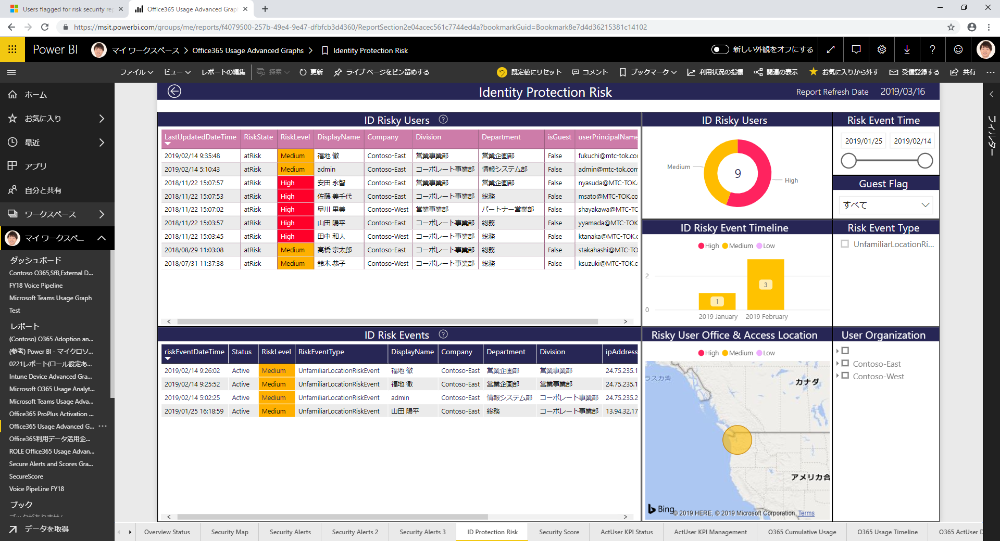 Users flagged for risk security rep
Office365 Usage Advanced Grap
https://msit.powerbi.com/groups/me/reports/f4079500-257b-49e4-9e47-dfbfcb3d4360/ReportSection2e04acec561c7744ed4a?bookmarkGuid=Bookmark8e7d4d36215381c14102
Power BI
マイ ワークスペース > Office365 Usage Advanced Graphs > Identity Protection Risk
新しい外観をオフにする
ファイル ビュー レポートの編集 探索 更新 ライブ ページをピン留めする
既定値にリセット コメント ブックマーク 利用状況の指標 関連の表示 お気に入りから外す 受信登録する 共有
ホーム
お気に入り
最近
アプリ
自分と共有
ワークスペース
マイ ワークスペ...
ダッシュボード
Contoso O365,SfB,External D...
FY18 Voice Pipeline
Microsoft Teams Usage Graph
Test
レポート
(Contoso) O365 Adoption an...
(参考) Power BI - マイクロソ...
0221レポート(ロール設定あ...
Intune Device Advanced Gra...
Microsoft O365 Usage Analyt...
Microsoft Teams Usage Adva...
Office365 ProPlus Activation ...
Office365 Usage Advanced G...
Office365利用データ活用企...
ROLE Office365 Usage Advan...
Secure Alerts and Scores Gra...
SecureScore
Voice PipeLine FY18
ブック
データを取得
Identity Protection Risk
Report Refresh Date 2019/03/16
ID Risky Users
LastUpdatedDateTime RiskState RiskLevel DisplayName Company Division Department isGuest userPrincipalName
2019/02/14 9:35:48 atRisk Medium 福地 徹 Contoso-East 営業事業部 営業企画部 False fukuchi@mtc-tok.cor
2019/02/14 5:10:43 atRisk Medium admin Contoso-East コーポレート事業部 情報システム部 False admin@mtc-tok.com
2018/11/22 15:07:57 atRisk High 安田 永智 Contoso-East 営業事業部 営業企画部 False nyasuda@MTC-TOK.
2018/11/22 15:07:53 atRisk High 佐藤 美千代 Contoso-East コーポレート事業部 総務 False msato@MTC-TOK.co
2018/11/22 15:07:02 atRisk High 早川 里美 Contoso-West 営業事業部 パートナー営業部 False shayakawa@MTC-TC
2018/11/22 15:03:57 atRisk High 山田 陽平 Contoso-East コーポレート事業部 総務 False yyamada@MTC-TOK
2018/11/22 15:03:45 atRisk High 田中 和人 Contoso-West コーポレート事業部 総務 False ktanaka@MTC-TOK.c
2018/08/29 11:03:08 atRisk Medium 高橋 宗太郎 Contoso-East コーポレート事業部 総務 False stakahashi@MTC-TO
2018/07/31 11:37:38 atRisk Medium 鈴木 恭子 Contoso-West コーポレート事業部 総務 False ksuzuki@MTC-TOK.c
ID Risk Events
riskEventDateTime Status RiskLevel RiskEventType DisplayName Company Department Division ipAddress
2019/02/14 9:26:02 Active Medium UnfamiliarLocationRiskEvent 福地 徹 Contoso-East 営業企画部 営業事業部 24.75.235.1
2019/02/14 9:25:52 Active Medium UnfamiliarLocationRiskEvent 福地 徹 Contoso-East 営業企画部 営業事業部 24.75.235.1
2019/02/14 5:02:25 Active Medium UnfamiliarLocationRiskEvent admin Contoso-East 情報システム部 コーポレート事業部 24.75.235.2
2019/01/25 16:18:59 Active Medium UnfamiliarLocationRiskEvent 山田 陽平 Contoso-East 総務 コーポレート事業部 13.94.32.17
ID Risky Users
Medium
9
High
ID Risky Event Timeline
High Medium Low
2
0
1
3
2019 January 2019 February
Risky User Office & Access Location
High Medium Low
ラスカ湾
カナダ
アメリカ合
Bing
© 2019 HERE, © 2019 Microsoft Corporation Terms
Risk Event Time
2019/01/25 2019/02/14
Guest Flag
すべて
Risk Event Type
UnfamiliarLocationRi...
User Organization
Contoso-East
Contoso-West
フィルター
Overview Status Security Map Security Alerts Security Alerts 2 Security Alerts 3 ID Protection Risk Security Score ActUser KPI Status ActUser KPI Management O365 Cumulative Usage O365 Usage Timeline O365 ActUser D